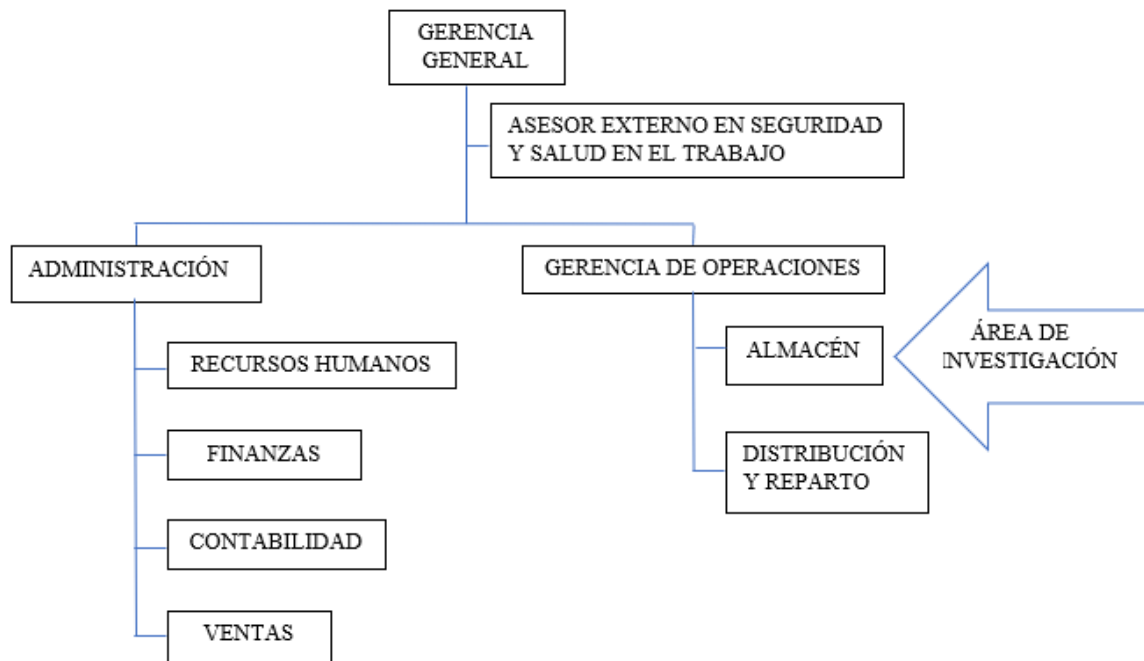 GERENCIA
GENERAL
ASESOR EXTERNO EN SEGURIDAD
Y SALUD EN EL TRABAJO
ADMINISTRACIÓN
GERENCIA DE OPERACIONES
RECURSOS HUMANOS
FINANZAS
CONTABILIDAD
VENTAS
ALMACÉN
DISTRIBUCIÓN
Y REPARTO
ÁREA DE
INVESTIGACIÓN